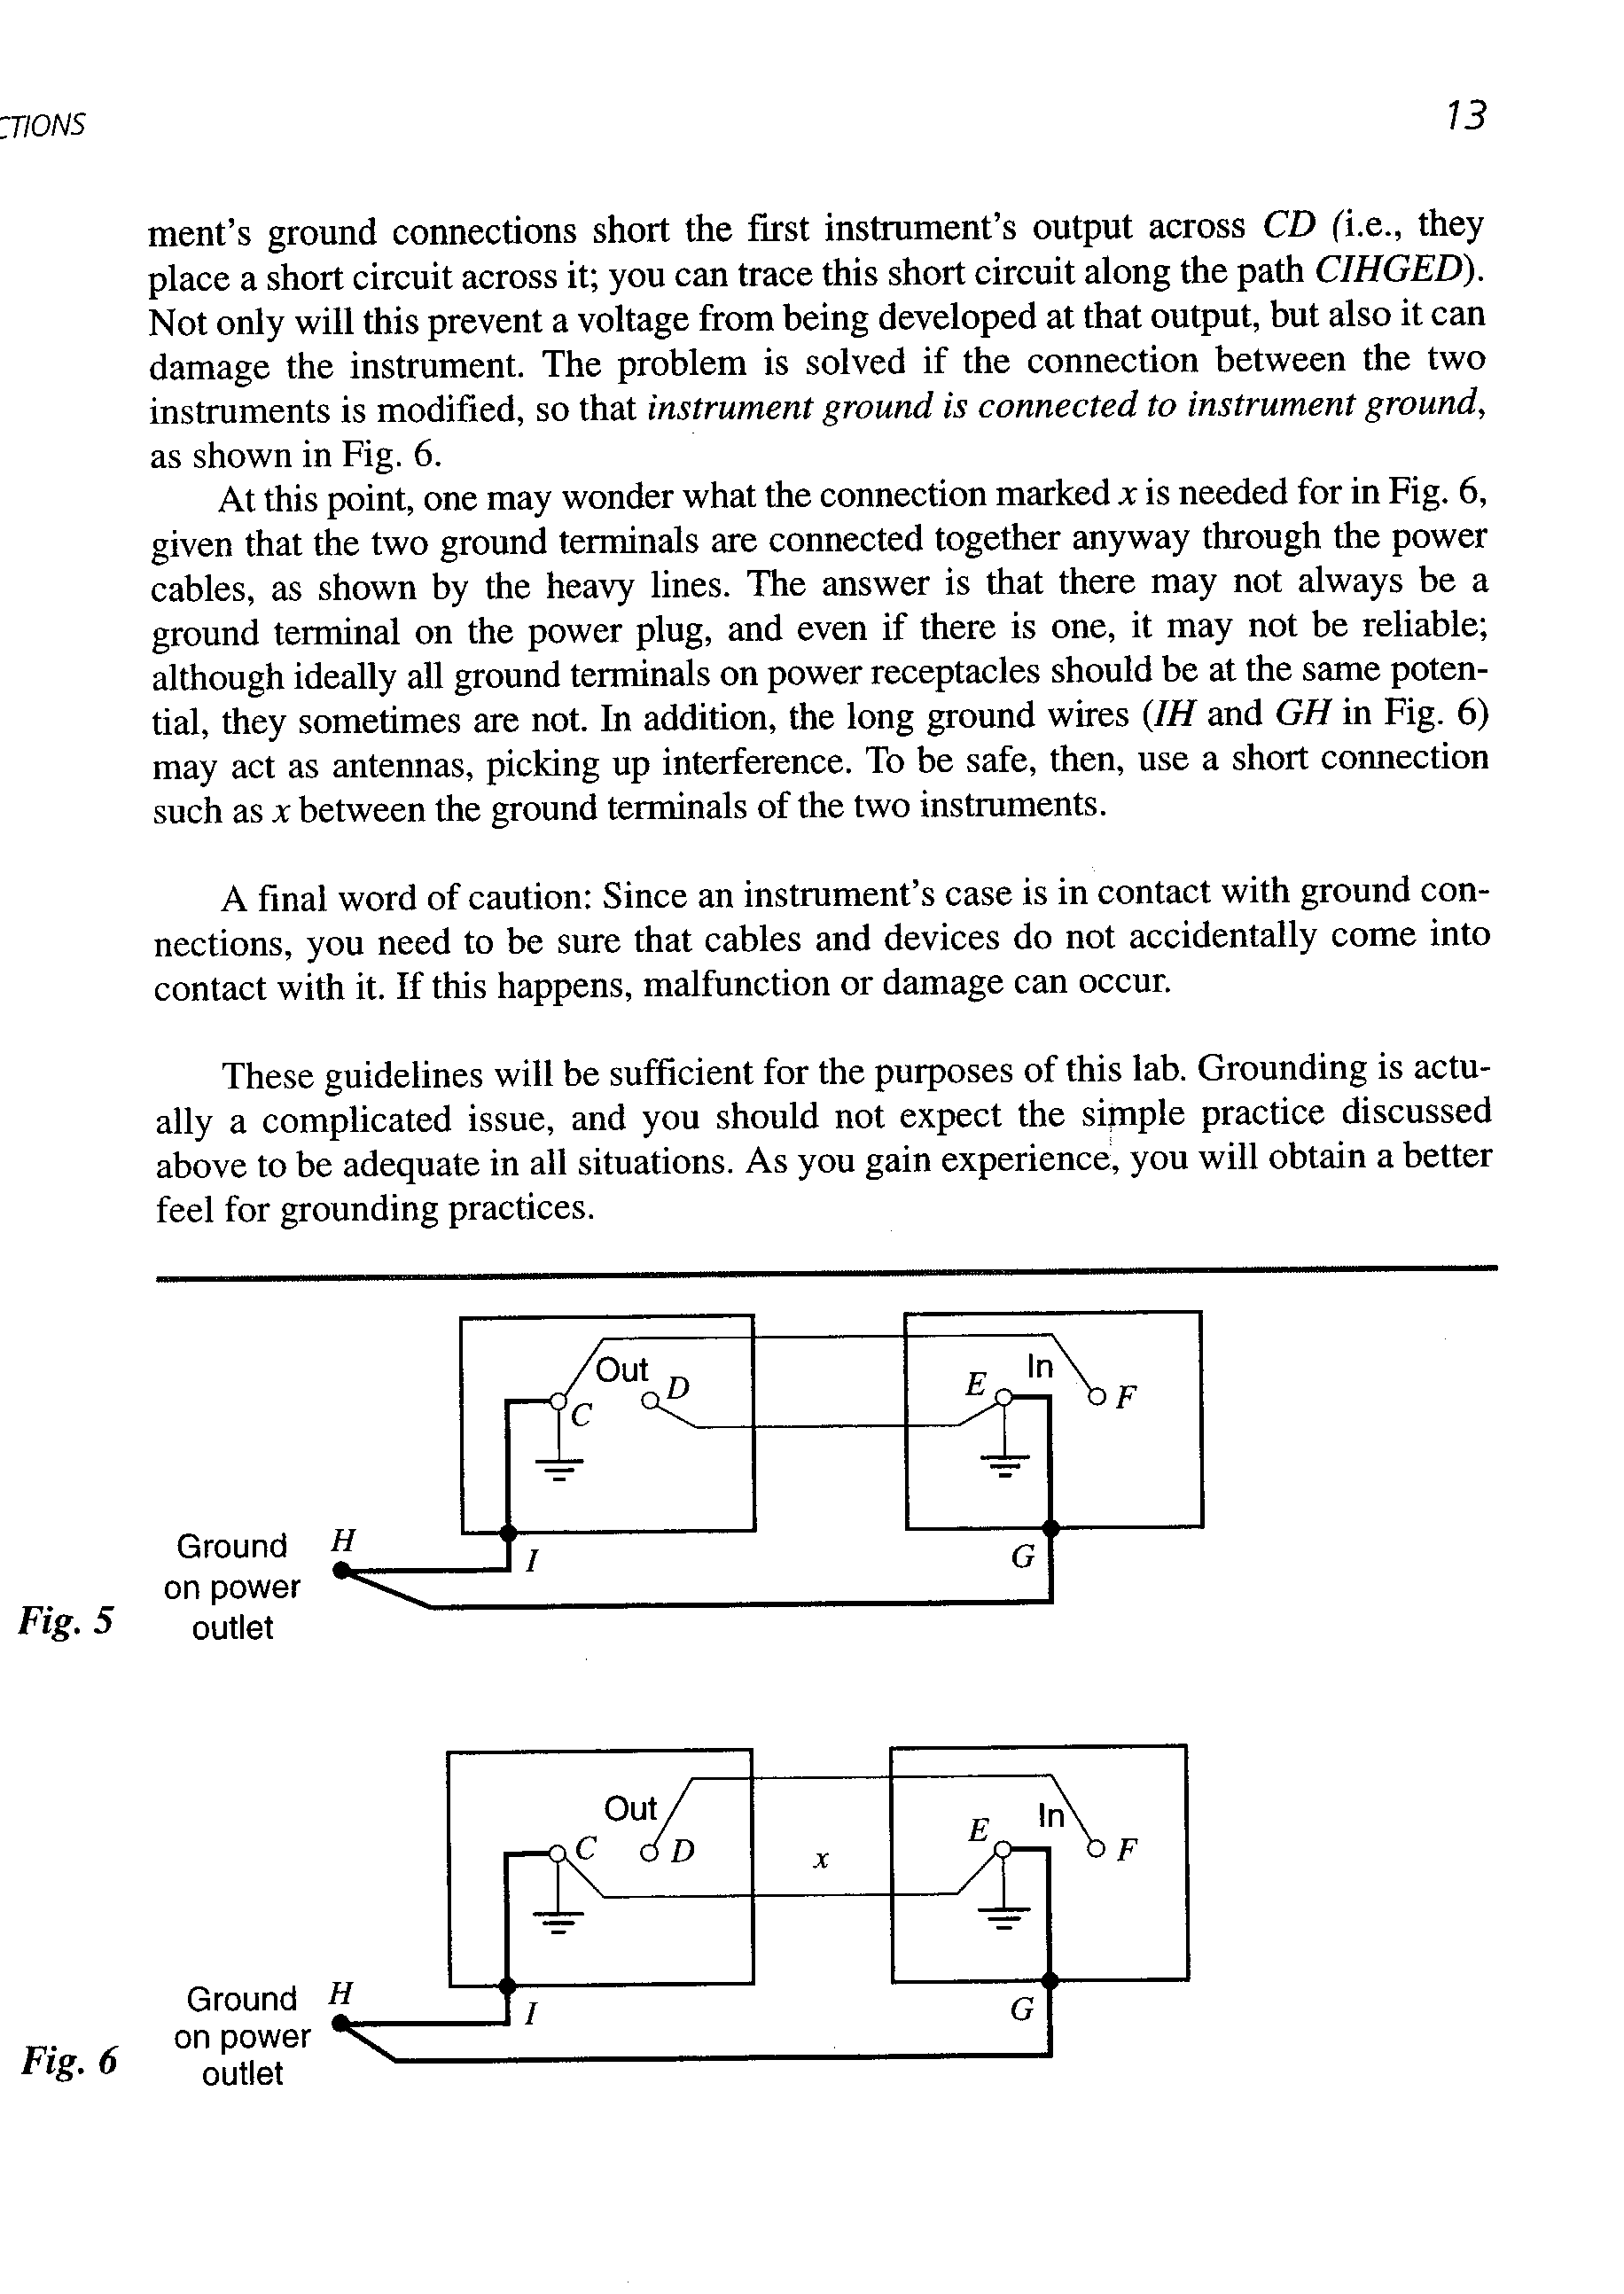 CTIONS
13
ment's ground connections short the first instrument's output across CD (i.e., they
place a short circuit across it; you can trace this short circuit along the path CIHGED).
Not only will this prevent a voltage from being developed at that output, but also it can
damage the instrument. The problem is solved if the connection between the two
instruments is modified, so that instrument ground is connected to instrument ground,
as shown in Fig. 6.
At this point, one may wonder what the connection marked x is needed for in Fig. 6,
given that the two ground terminals are connected together anyway through the power
cables, as shown by the heavy lines. The answer is that there may not always be a
ground terminal on the power plug, and even if there is one, it may not be reliable;
although ideally all ground terminals on power receptacles should be at the same poten-
tial, they sometimes are not. In addition, the long ground wires (IH and GH in Fig. 6)
may act as antennas, picking up interference. To be safe, then, use a short connection
such as x between the ground terminals of the two instruments.
A final word of caution: Since an instrument's case is in contact with ground con-
nections, you need to be sure that cables and devices do not accidentally come into
contact with it. If this happens, malfunction or damage can occur.
These guidelines will be sufficient for the purposes of this lab. Grounding is actu-
ally a complicated issue, and you should not expect the simple practice discussed
above to be adequate in all situations. As you gain experience, you will obtain a better
feel for grounding practices.
Out
D
C
In
E
F
I
G
H
Ground
on power
outlet
Fig. 5
Out
C
D
x
In
E
F
I
G
H
Ground
on power
outlet
Fig. 6